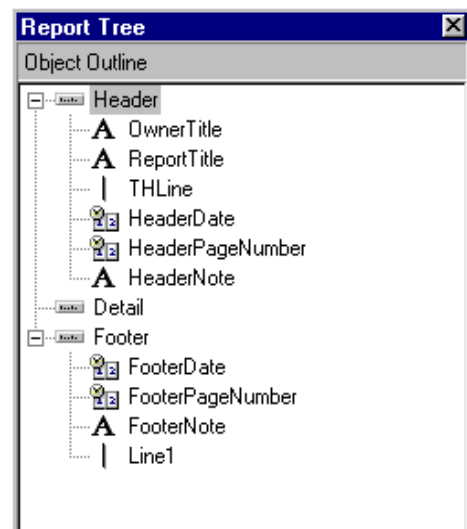 Report Tree
Object Outline
Header
OwnerTitle
ReportTitle
THLine
HeaderDate
HeaderPageNumber
HeaderNote
Detail
Footer
FooterDate
FooterPageNumber
FooterNote
Line1